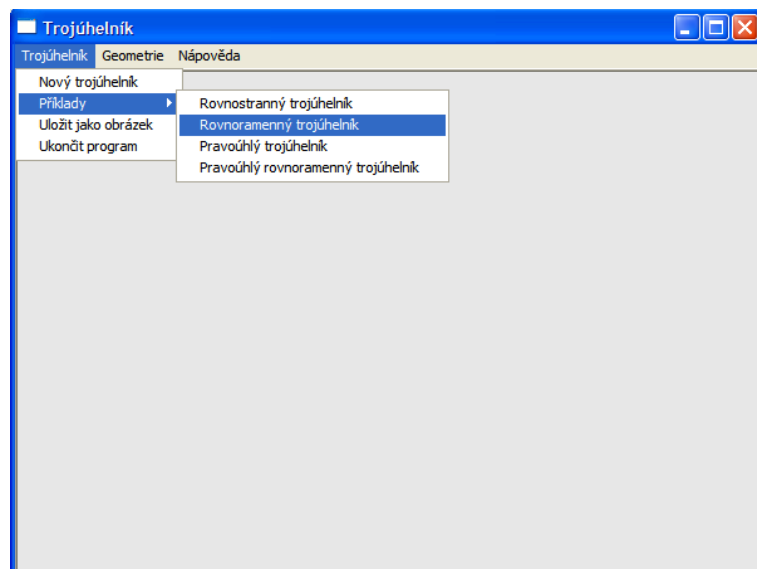 Trojúhelník
Trojúhelník Geometrie Nápověda
Nový trojúhelník
Příklady
Uložit jako obrázek
Ukončit program
Rovnostranný trojúhelník
Rovnoramenný trojúhelník
Pravoúhlý trojúhelník
Pravoúhlý rovnoramenný trojúhelník